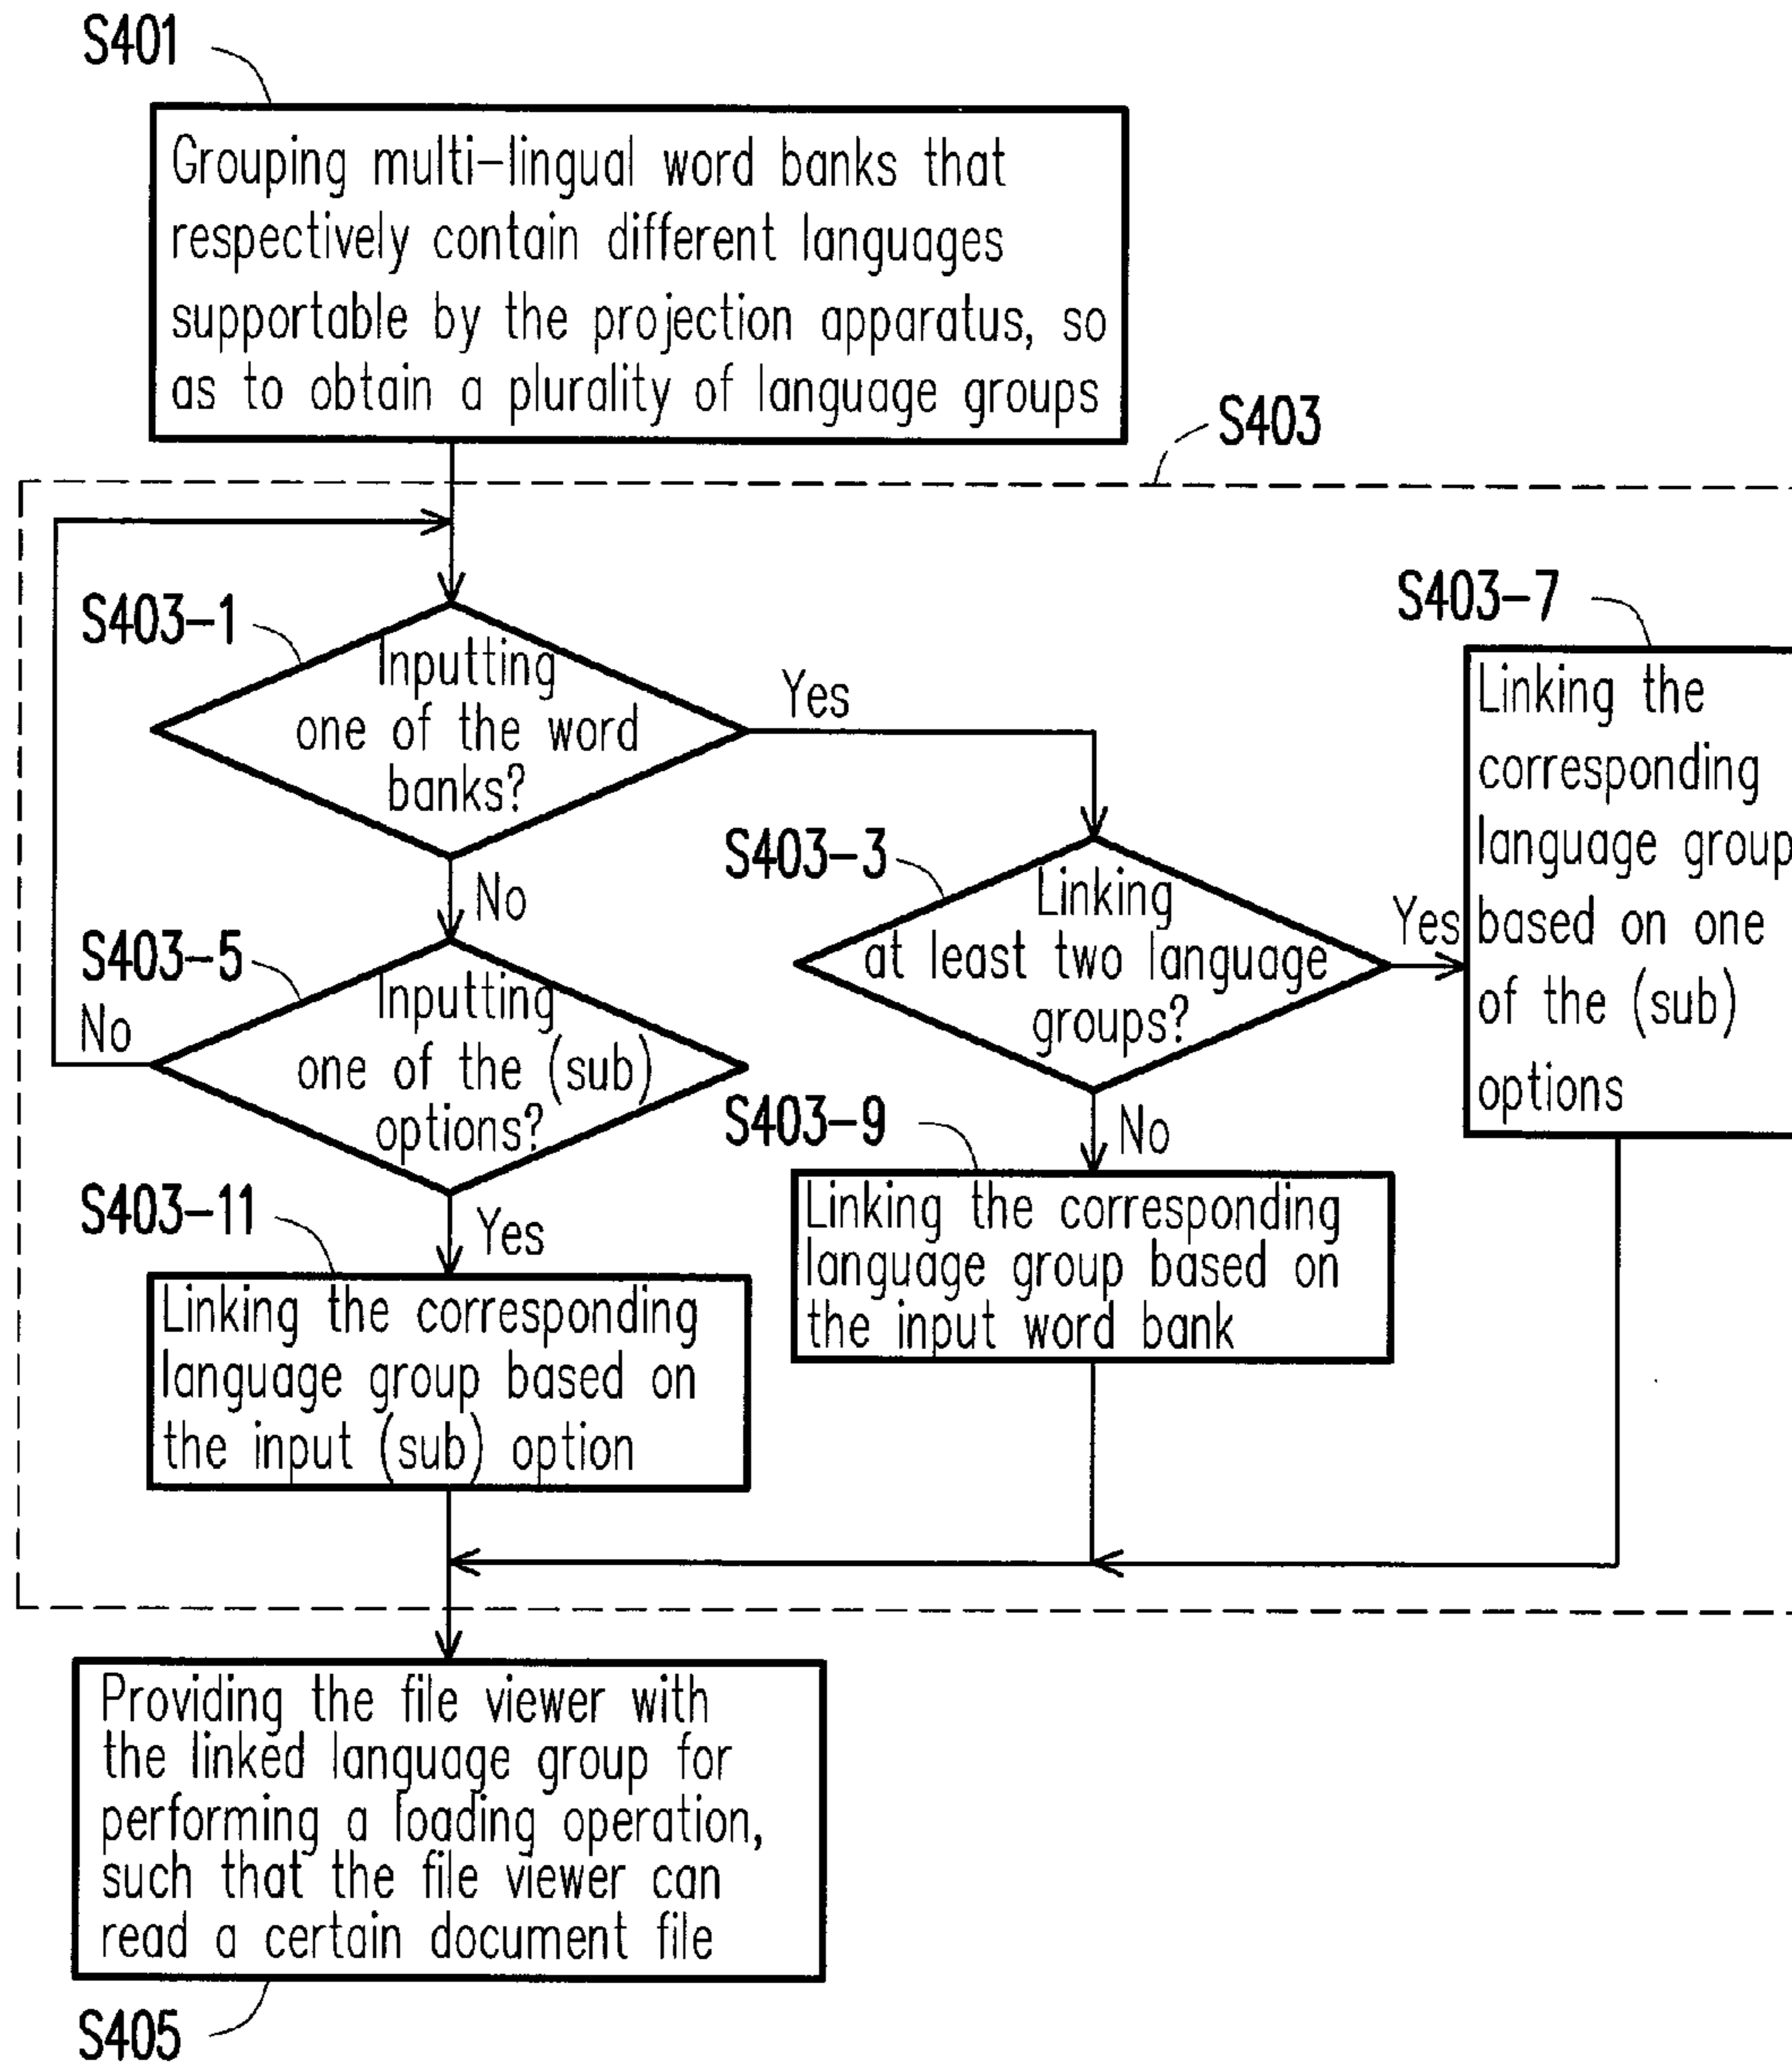 S401
Grouping multi-lingual word banks that
respectively contain different languages
supportable by the projection apparatus, so
as to obtain a plurality of language groups
S403
S403-1
Inputting
one of the word
banks?
Yes
No
S403-3
Linking
at least two language
groups?
Yes
No
S403-7
Linking the
corresponding
language group
based on one
of the (sub)
options
S403-5
Inputting
one of the (sub)
options?
No
Yes
S403-9
Linking the corresponding
language group based on
the input word bank
S403-11
Linking the corresponding
language group based on
the input (sub) option
Providing the file viewer with
the linked language group for
performing a loading operation,
such that the file viewer can
read a certain document file
S405